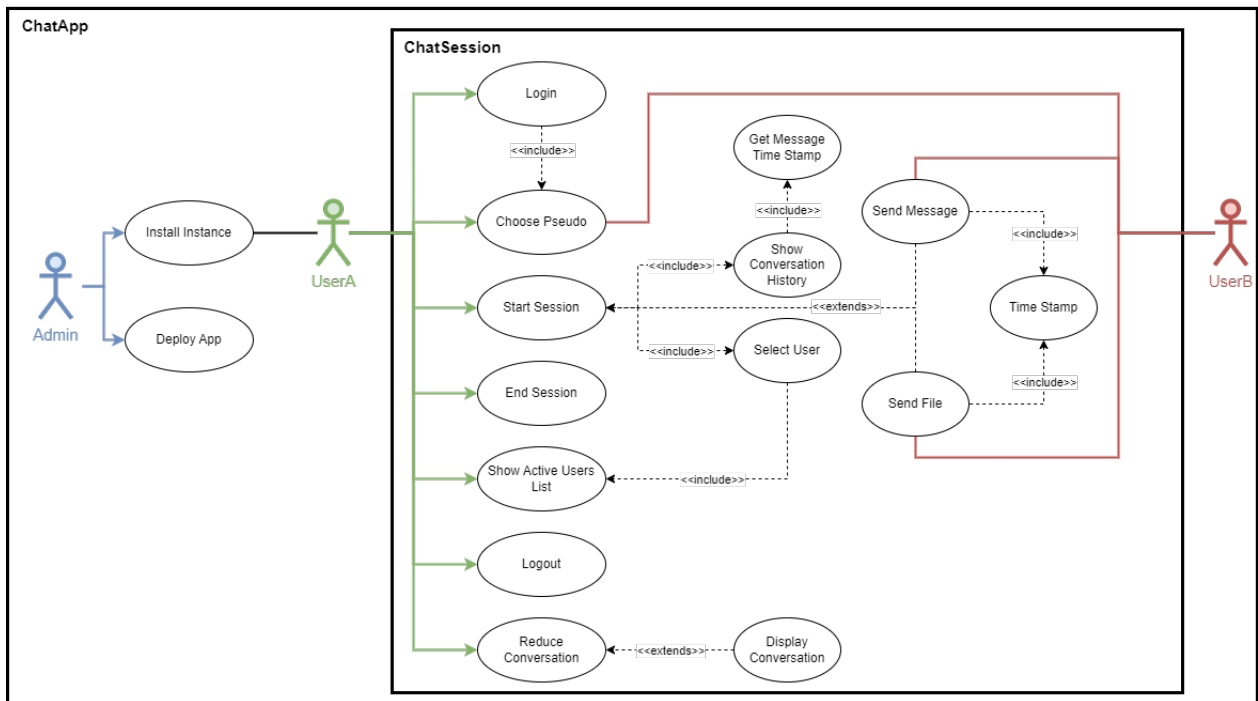 ChatApp
ChatSession
Login
<<include>>
Get Message
Time Stamp
Choose Pseudo
Send Message
<<include>>
Install Instance
<<include>>
UserA
UserB
Show
Conversation
History
<<include>>
Admin
Start Session
<<extends>>
Time Stamp
Deploy App
<<include>>
Select User
<<include>>
End Session
Send File
Show Active Users
List
<<include>>
Logout
Reduce
Conversation
<<extends>>
Display
Conversation